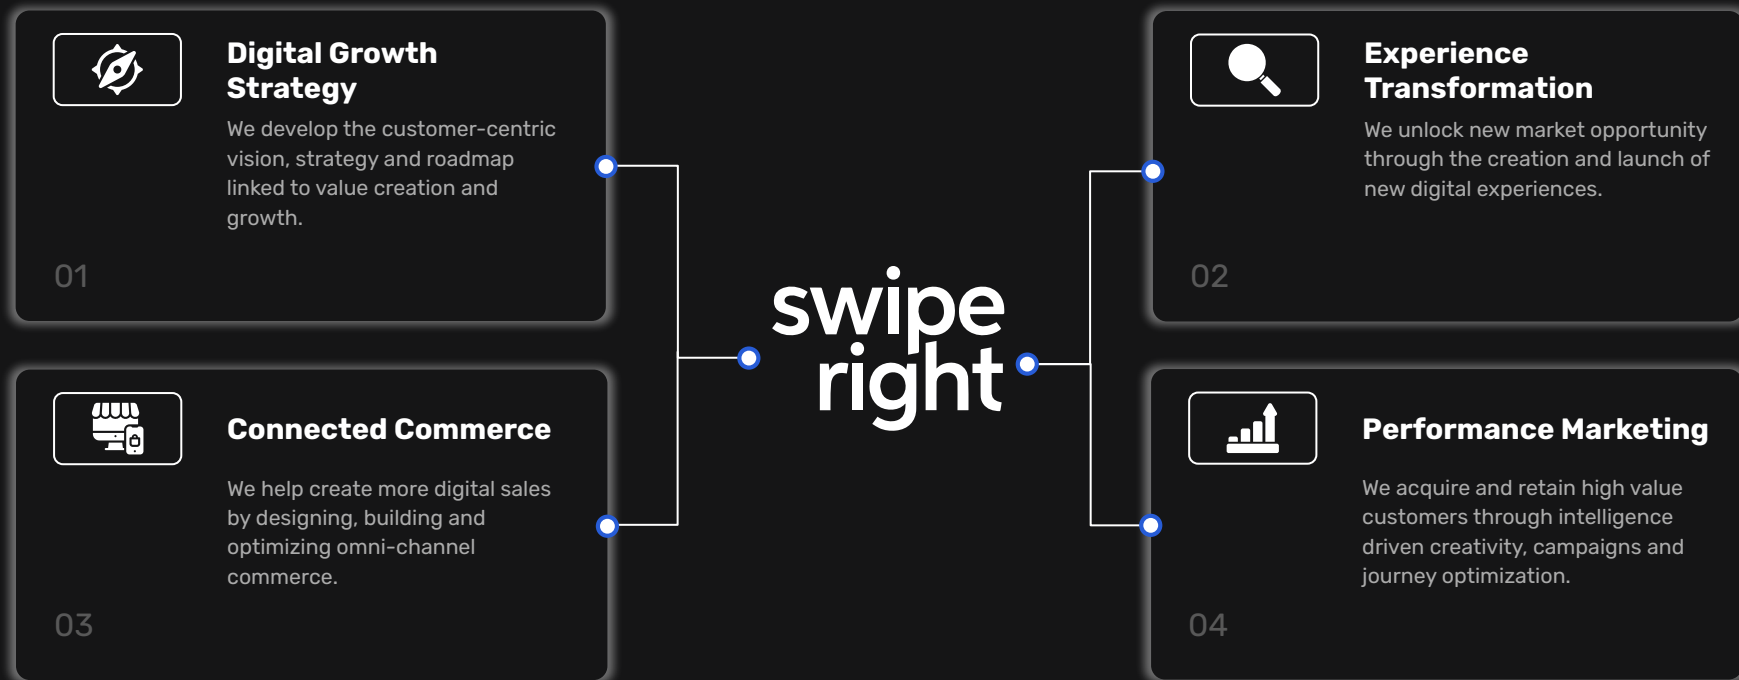 Digital Growth
Strategy
We develop the customer-centric
vision, strategy and roadmap
linked to value creation and
growth.
01
Experience
Transformation
We unlock new market opportunity
through the creation and launch of
new digital experiences.
02
swipe
right
Connected Commerce
We help create more digital sales
by designing, building and
optimizing omni-channel
commerce.
03
Performance Marketing
We acquire and retain high value
customers through intelligence
driven creativity, campaigns and
journey optimization.
04